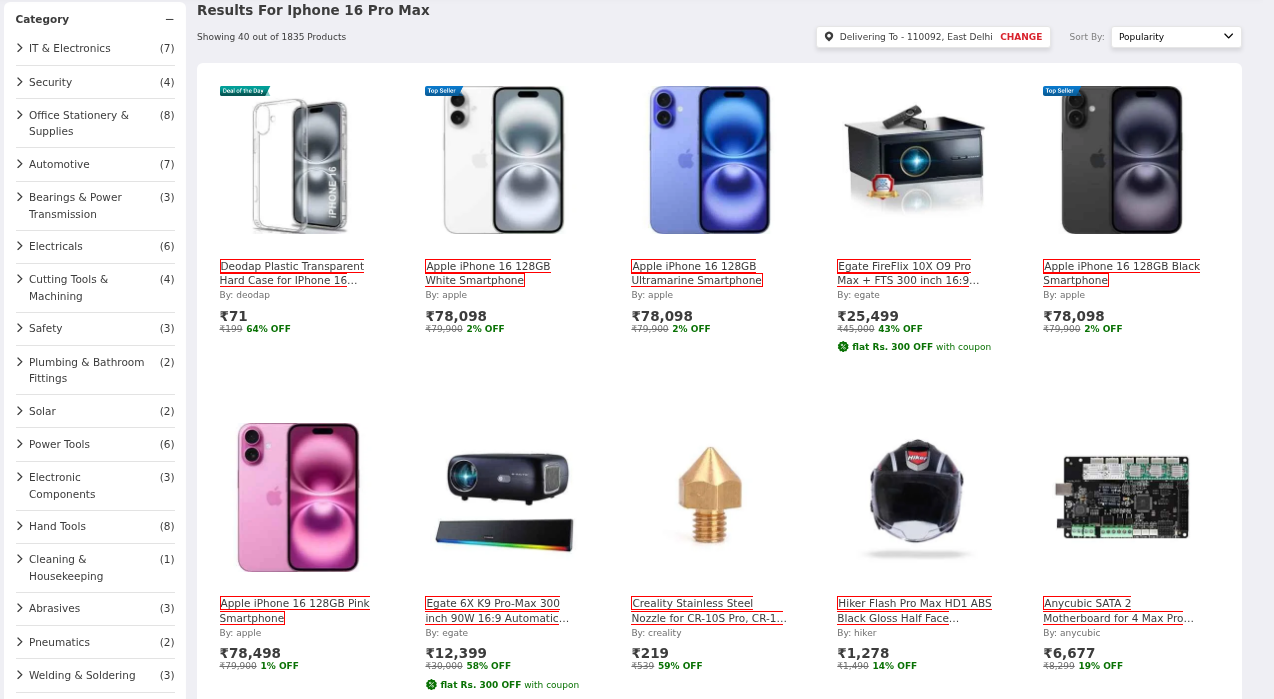 Category
IT & Electronics (7)
Security (4)
Office Stationery & (8)
Supplies
Automotive (7)
Bearings & Power (3)
Transmission
Electricals (6)
Cutting Tools & (4)
Machining
Safety (3)
Plumbing & Bathroom (2)
Fittings
Solar (2)
Power Tools (6)
Electronic (3)
Components
Hand Tools (8)
Cleaning & (1)
Housekeeping
Abrasives (3)
Pneumatics (2)
Welding & Soldering (3)
Results For Iphone 16 Pro Max
Showing 40 out of 1835 Products
Delivering To - 110092, East Delhi CHANGE
Sort By: Popularity
Deal of the Day
iPHONE 16
Deodap Plastic Transparent
Hard Case for IPhone 16...
By: deodap
₹71
₹199 64% OFF
Top Seller
Apple iPhone 16 128GB
White Smartphone
By: apple
₹78,098
₹79,900 2% OFF
Apple iPhone 16 128GB
Ultramarine Smartphone
By: apple
₹78,098
₹79,900 2% OFF
Egate FireFlix 10X O9 Pro
Max + FTS 300 inch 16:9...
By: egate
₹25,499
₹45,000 43% OFF
flat Rs. 300 OFF with coupon
Top Seller
Apple iPhone 16 128GB Black
Smartphone
By: apple
₹78,098
₹79,900 2% OFF
Apple iPhone 16 128GB Pink
Smartphone
By: apple
₹78,498
₹79,900 1% OFF
Egate 6X K9 Pro-Max 300
inch 90W 16:9 Automatic...
By: egate
₹12,399
₹30,000 58% OFF
flat Rs. 300 OFF with coupon
Creality Stainless Steel
Nozzle for CR-10S Pro, CR-1...
By: creality
₹219
₹539 59% OFF
Hiker
Hiker Flash Pro Max HD1 ABS
Black Gloss Half Face...
By: hiker
₹1,278
₹1,490 14% OFF
Anycubic SATA 2
Motherboard for 4 Max Pro...
By: anycubic
₹6,677
₹8,299 19% OFF